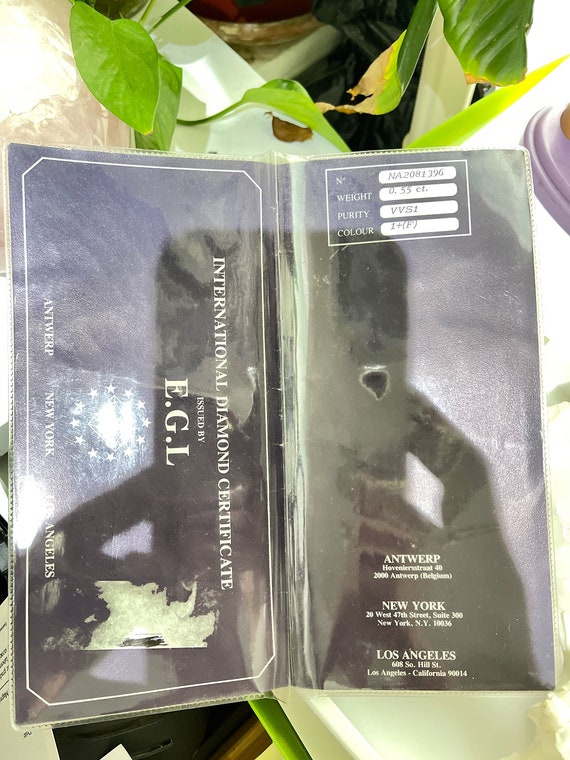 INTERNATIONAL DIAMOND CERTIFICATE
ISSUED BY
E.G.L
ANTWERP NEW YORK ANGELES
N° NA2081396
WEIGHT 0.55 ct.
PURITY VVS1
COLOUR 1+(F)
ANTWERP
Hoveniersstraat 40
2000 Antwerp (Belgium)
NEW YORK
20 West 47th Street, Suite 300
New York, N.Y. 10036
LOS ANGELES
608 So. Hill St.
Los Angeles - California 90014